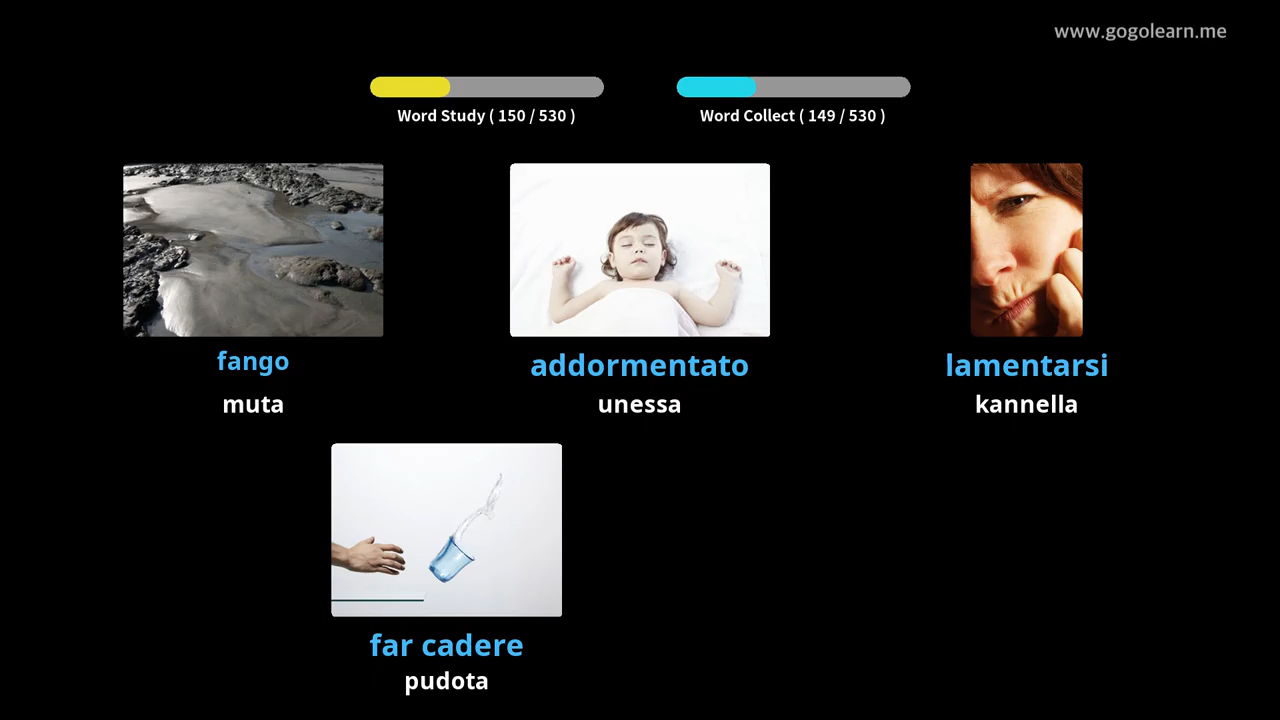 www.gogolearn.me
Word Study ( 150 / 530 )
Word Collect ( 149 / 530 )
fango
muta
addormentato
unessa
lamentarsi
kannella
far cadere
pudota